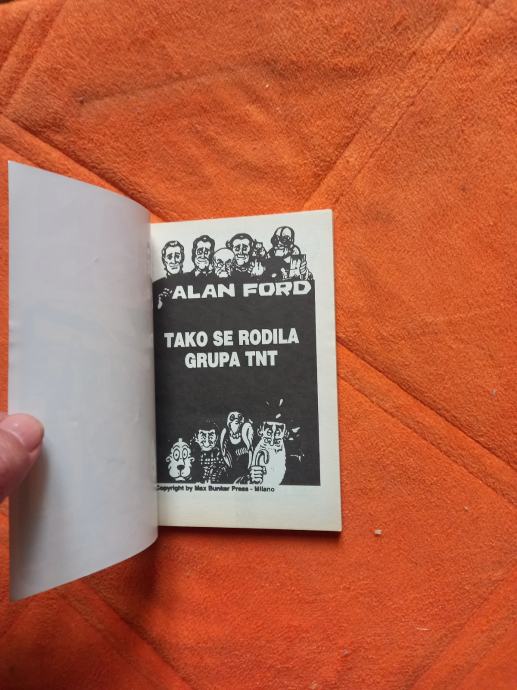 ALAN FORD
TAKO SE RODILA
GRUPA TNT
Copyright by Max Bunker Press - Milano